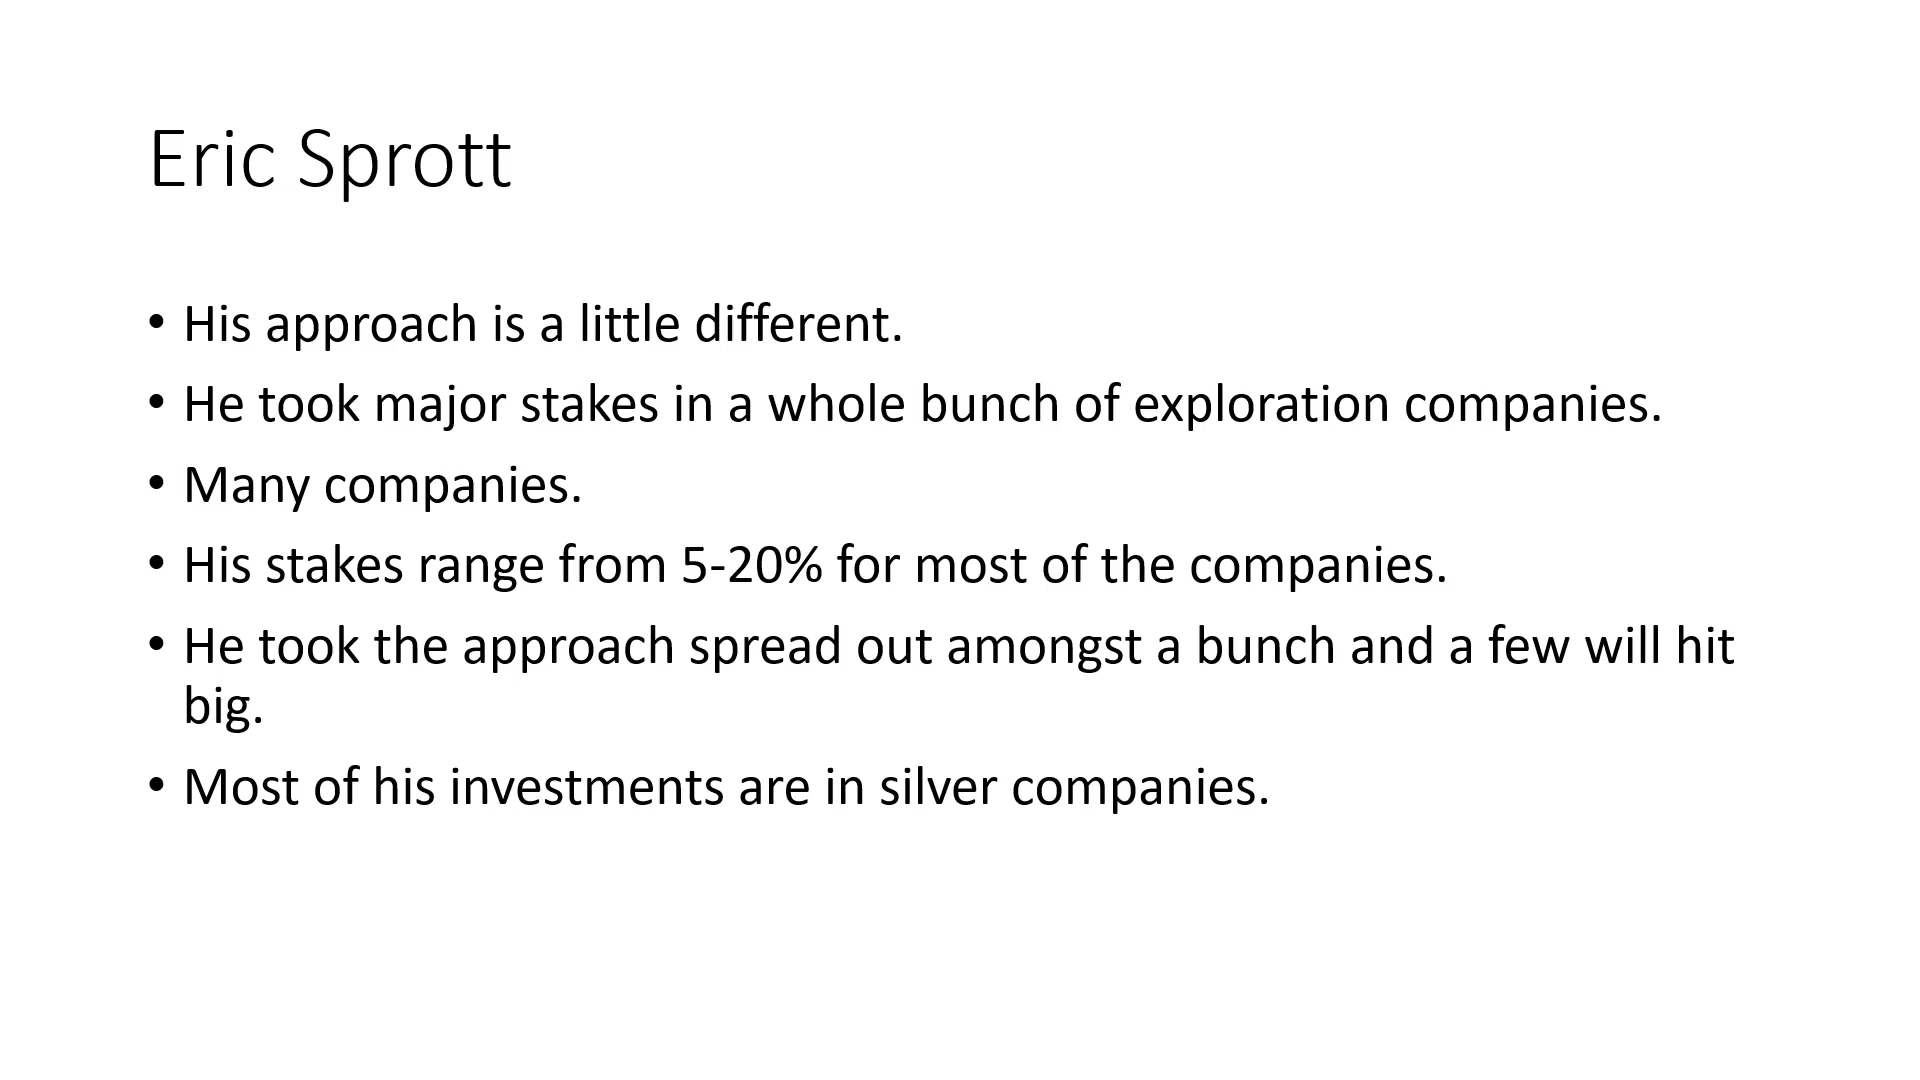 Eric Sprott
• His approach is a little different.
• He took major stakes in a whole bunch of exploration companies.
• Many companies.
• His stakes range from 5-20% for most of the companies.
• He took the approach spread out amongst a bunch and a few will hit
big.
• Most of his investments are in silver companies.